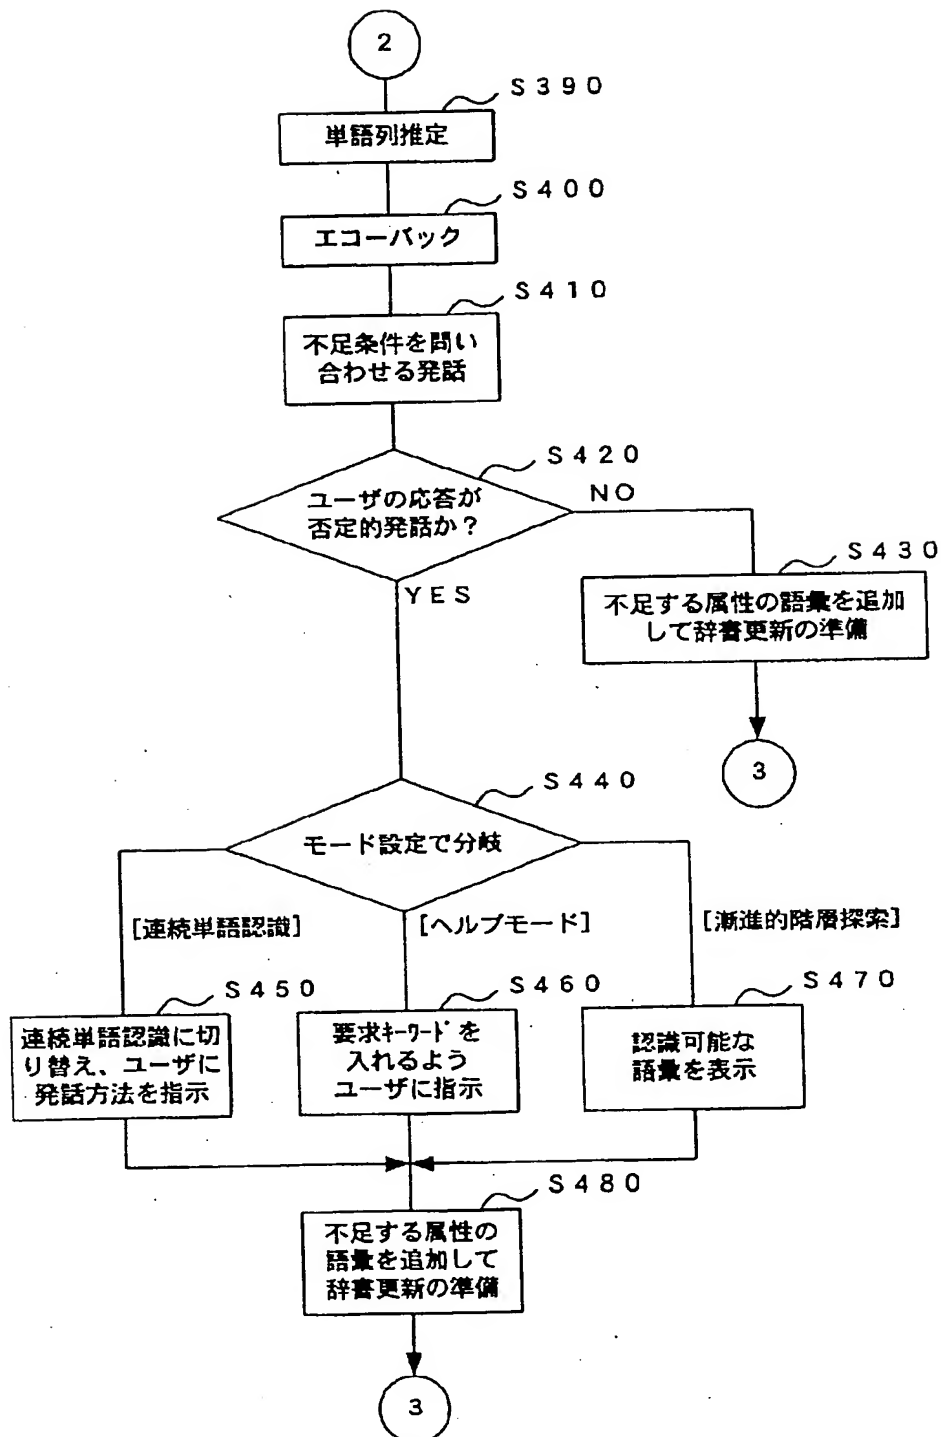 2
S390
単語列推定
S400
エコーバック
S410
不足条件を問い
合わせる発話
S420
ユーザの応答が
否定的発話か？
NO
YES
S430
不足する属性の語彙を追加
して辞書更新の準備
3
S440
モード設定で分岐
[連続単語認識]
[ヘルプモード]
[漸進的階層探索]
S450
連続単語認識に切
り替え、ユーザに
発話方法を指示
S460
要求ｷｰﾜｰﾄﾞを
入れるよう
ユーザに指示
S470
認識可能な
語彙を表示
S480
不足する属性の
語彙を追加して
辞書更新の準備
3